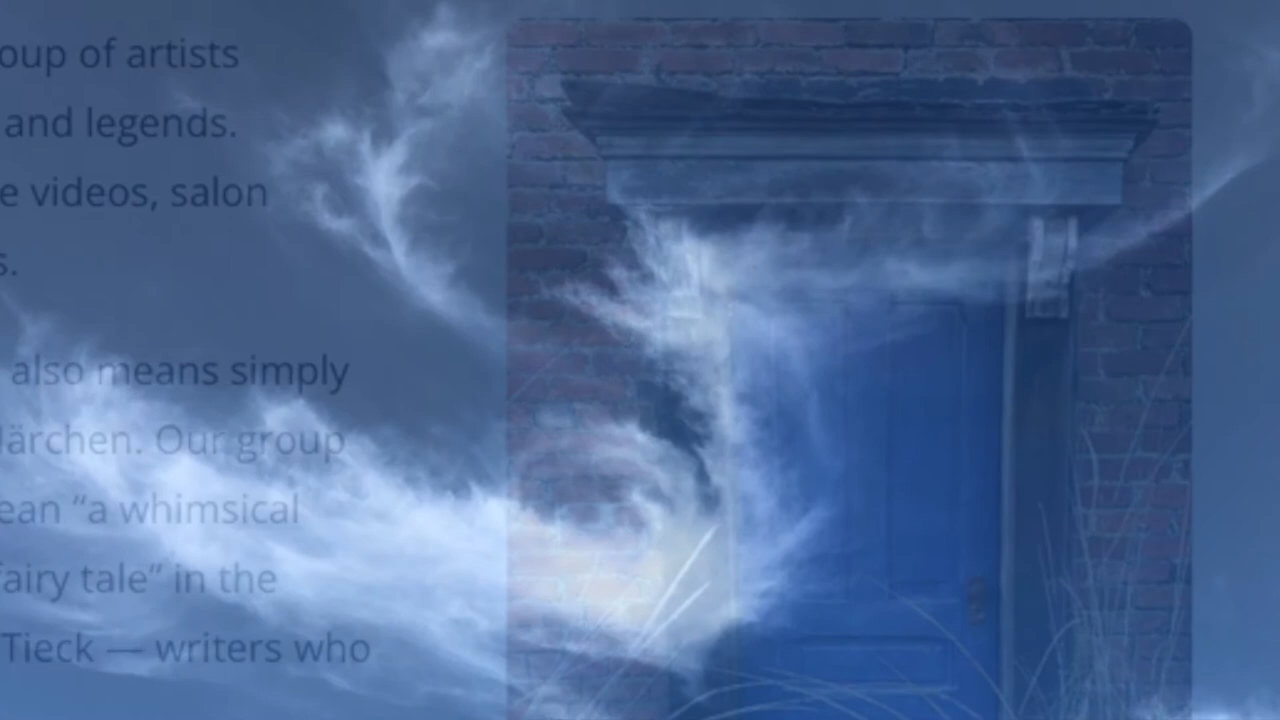 oup of artists
and legends.
e videos, salon
s.
also means simply
lärchen. Our group
ean “a whimsical
fairy tale” in the
Tieck — writers who